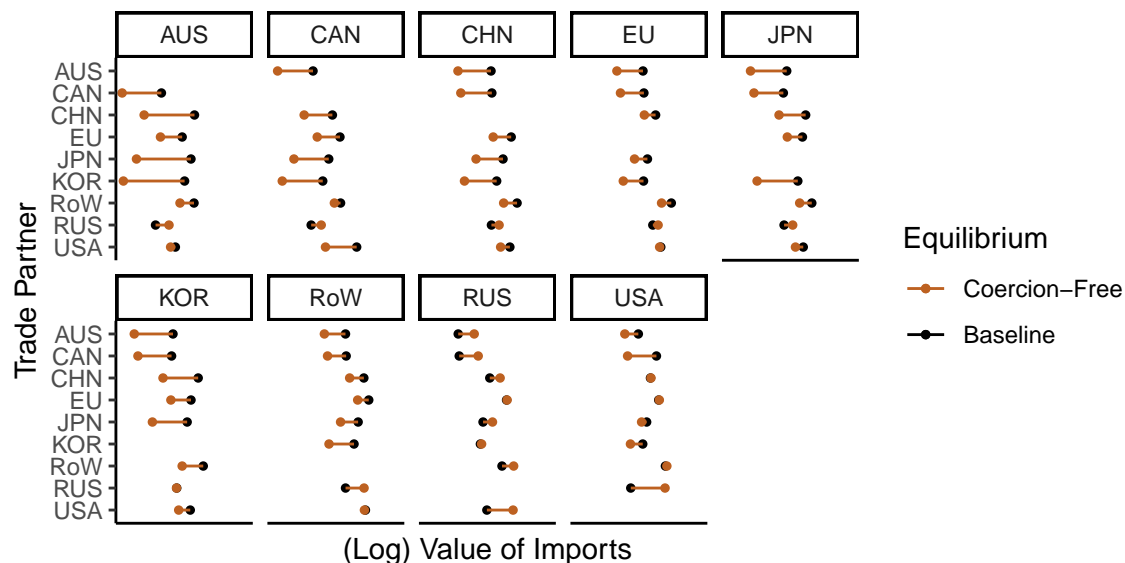 AUS CAN CHN EU JPN
AUS
CAN
CHN
EU
JPN
KOR
RoW
RUS
USA
KOR RoW RUS USA
AUS
CAN
CHN
EU
JPN
KOR
RoW
RUS
USA
Trade Partner
(Log) Value of Imports
Equilibrium
Coercion−Free
Baseline